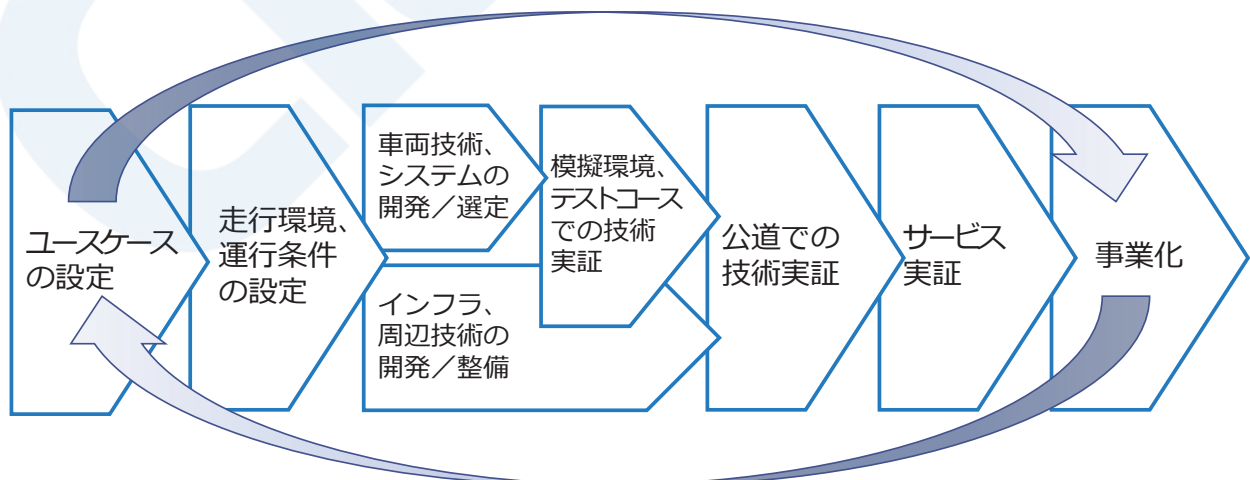 ユースケース
の設定
走行環境、
運行条件
の設定
車両技術、
システムの
開発／選定
インフラ、
周辺技術の
開発／整備
模擬環境、
テストコース
での技術
実証
公道での
技術実証
サービス
実証
事業化